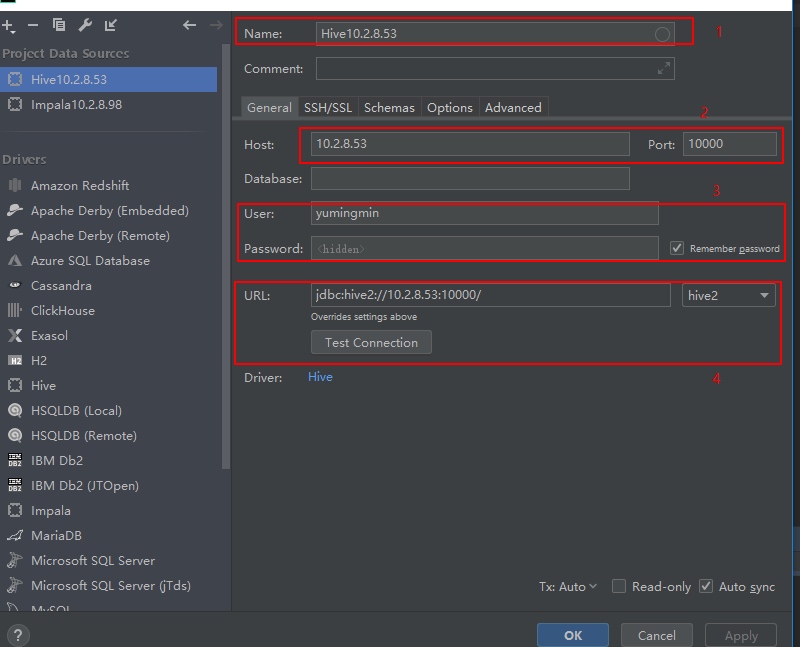 Name: Hive10.2.8.53 1
Project Data Sources
Comment:
Hive10.2.8.53
Impala10.2.8.98
General SSH/SSL Schemas Options Advanced
2
Host: 10.2.8.53 Port: 10000
Database:
3
User: yumingmin
Password: <hidden> Remember password
URL: jdbc:hive2://10.2.8.53:10000/ hive2
Overrides settings above
Test Connection
Driver: Hive 4
Drivers
Amazon Redshift
Apache Derby (Embedded)
Apache Derby (Remote)
Azure SQL Database
Cassandra
ClickHouse
Exasol
H2 H2
Hive
HSQLDB (Local)
HSQLDB (Remote)
IBM DB2 IBM Db2
IBM DB2 IBM Db2 (JTOpen)
Impala
MariaDB
Microsoft SQL Server
Microsoft SQL Server (jTds)
MySQL
Tx: Auto Read-only Auto sync
? OK Cancel Apply